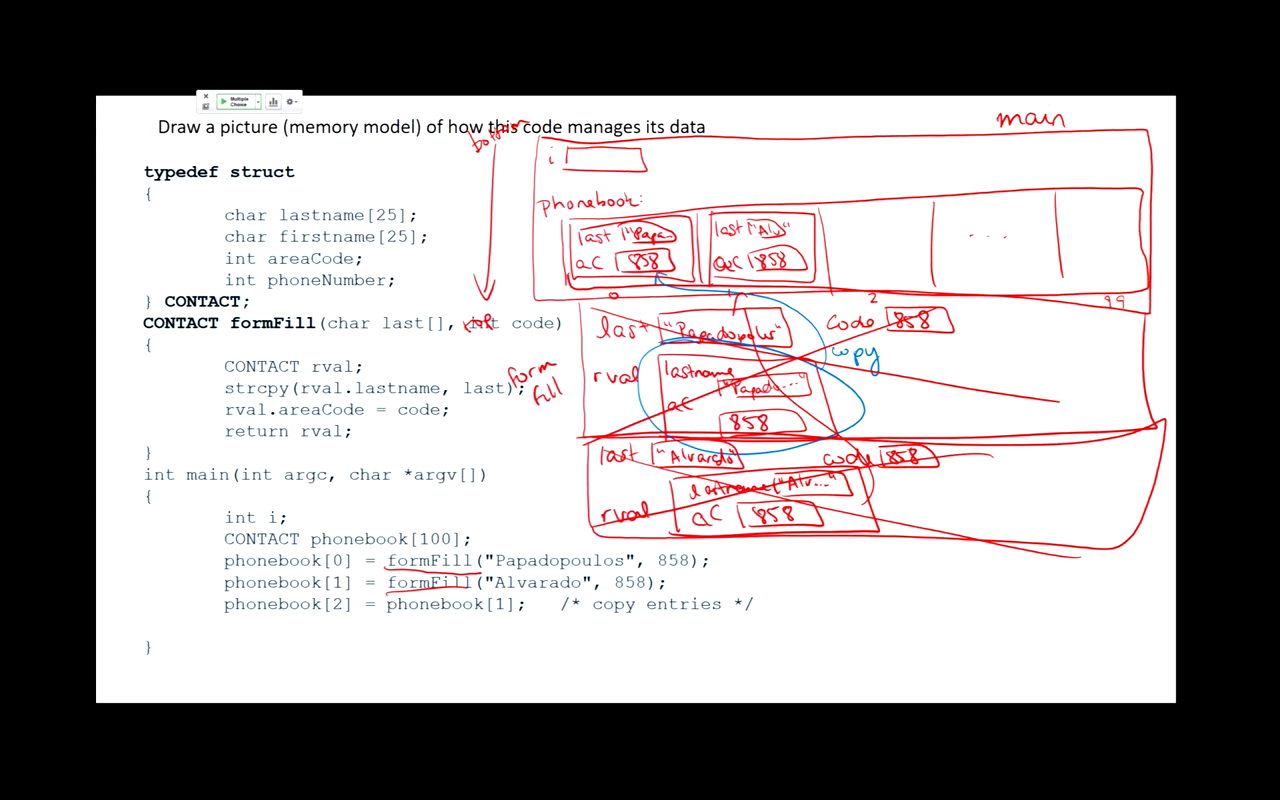 Multiple Choice
Draw a picture (memory model) of how this code manages its data
typedef struct
{
char lastname[25];
char firstname[25];
int areaCode;
int phoneNumber;
} CONTACT;
CONTACT formFill(char last[], int code)
{
CONTACT rval;
strcpy(rval.lastname, last);
rval.areaCode = code;
return rval;
}
int main(int argc, char *argv[])
{
int i;
CONTACT phonebook[100];
phonebook[0] = formFill("Papadopoulos", 858);
phonebook[1] = formFill("Alvarado", 858);
phonebook[2] = phonebook[1]; /* copy entries */
}
bottom
top
main
i
phonebook:
last "Papa
aC 858
last "Alv"
aC 858
....
0 1 2 99
form fill
last "Papadopolus" code 858
rval lastname "Papado...."
aC 858
copy
last "Alvarado" code 858
rval lastname "Alv..."
aC 858